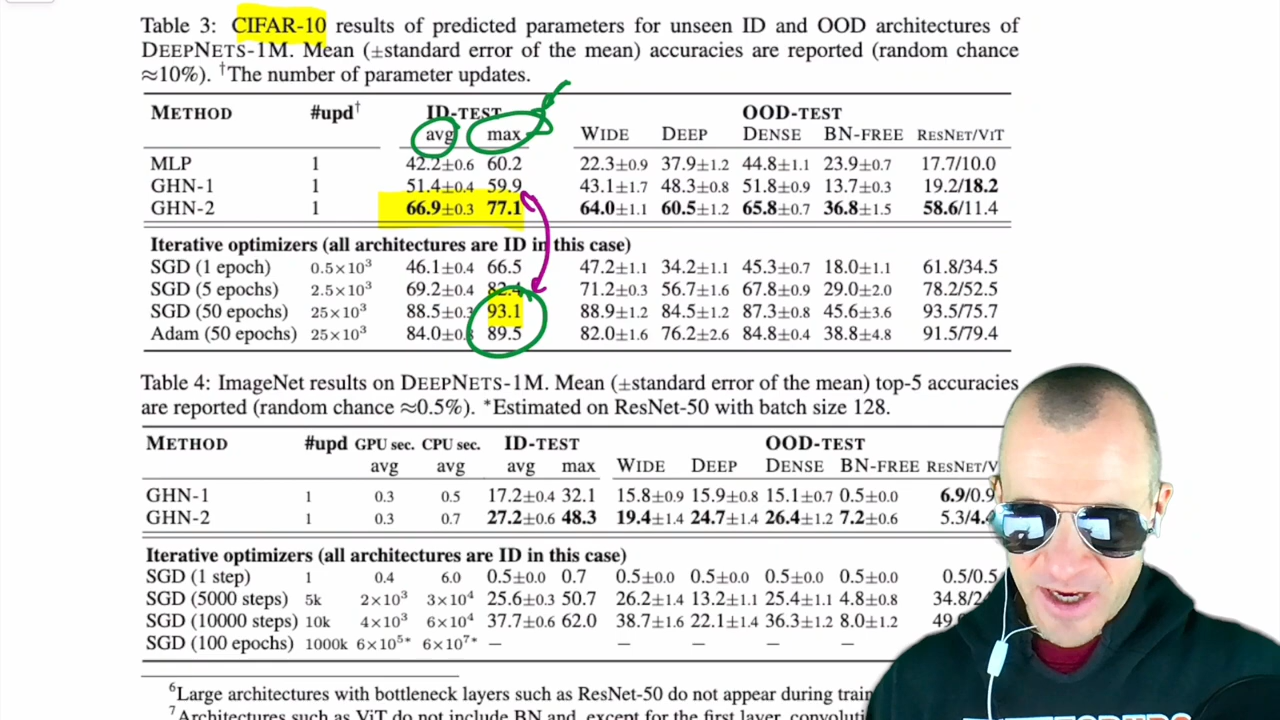 Table 3: CIFAR-10 results of predicted parameters for unseen ID and OOD architectures of
DEEPNETS-1M. Mean (±standard error of the mean) accuracies are reported (random chance
≈10%). †The number of parameter updates.
METHOD #upd† ID-TEST OOD-TEST
avg max WIDE DEEP DENSE BN-FREE RESNET/VIT
MLP 1 42.2±0.6 60.2 22.3±0.9 37.9±1.2 44.8±1.1 23.9±0.7 17.7/10.0
GHN-1 1 51.4±0.4 59.9 43.1±1.7 48.3±0.8 51.8±0.9 13.7±0.3 19.2/18.2
GHN-2 1 66.9±0.3 77.1 64.0±1.1 60.5±1.2 65.8±0.7 36.8±1.5 58.6/11.4
Iterative optimizers (all architectures are ID in this case)
SGD (1 epoch) 0.5×10³ 46.1±0.4 66.5 47.2±1.1 34.2±1.1 45.3±0.7 18.0±1.1 61.8/34.5
SGD (5 epochs) 2.5×10³ 69.2±0.4 82.4 71.2±0.3 56.7±1.6 67.8±0.9 29.0±2.0 78.2/52.5
SGD (50 epochs) 25×10³ 88.5±0.3 93.1 88.9±1.2 84.5±1.2 87.3±0.8 45.6±3.6 93.5/75.7
Adam (50 epochs) 25×10³ 84.0±0. 89.5 82.0±1.6 76.2±2.6 84.8±0.4 38.8±4.8 91.5/79.4
Table 4: ImageNet results on DEEPNETS-1M. Mean (±standard error of the mean) top-5 accuracies
are reported (random chance ≈0.5%). *Estimated on ResNet-50 with batch size 128.
METHOD #upd GPU sec. CPU sec. ID-TEST OOD-TEST
avg avg avg max WIDE DEEP DENSE BN-FREE RESNET/V
GHN-1 1 0.3 0.5 17.2±0.4 32.1 15.8±0.9 15.9±0.8 15.1±0.7 0.5±0.0 6.9/0.9
GHN-2 1 0.3 0.7 27.2±0.6 48.3 19.4±1.4 24.7±1.4 26.4±1.2 7.2±0.6 5.3/4.
Iterative optimizers (all architectures are ID in this case)
SGD (1 step) 1 0.4 6.0 0.5±0.0 0.7 0.5±0.0 0.5±0.0 0.5±0.0 0.5±0.0 0.5/0.5
SGD (5000 steps) 5k 2×10³ 3×10⁴ 25.6±0.3 50.7 26.2±1.4 13.2±1.1 25.4±1.1 4.8±0.8 34.8/2
SGD (10000 steps) 10k 4×10³ 6×10⁴ 37.7±0.6 62.0 38.7±1.6 22.1±1.4 36.3±1.2 8.0±1.2 49
SGD (100 epochs) 1000k 6×10⁵* 6×10⁷* – – – – –
⁶Large architectures with bottleneck layers such as ResNet-50 do not appear during
⁷Architectures such as ViT do not include BN and, except for the first layer,